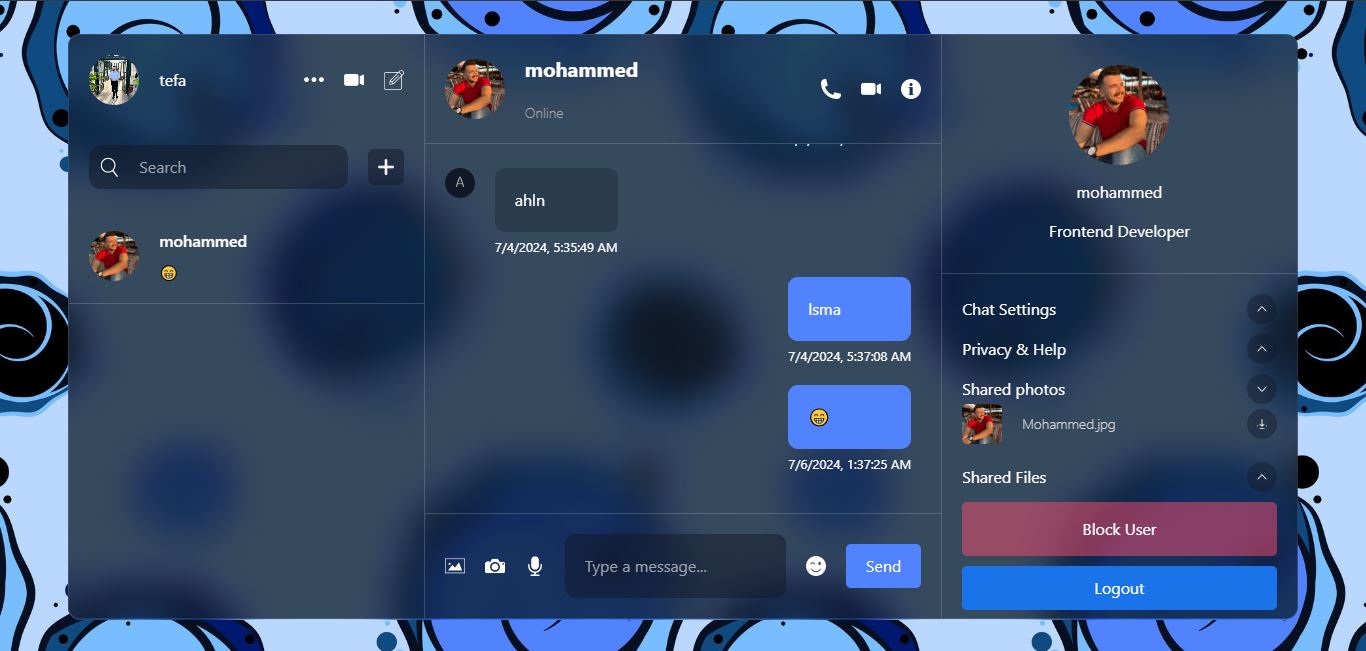 tefa
Search
mohammed
😁
mohammed
Online
A
ahln
7/4/2024, 5:35:49 AM
lsma
7/4/2024, 5:37:08 AM
😁
7/6/2024, 1:37:25 AM
Type a message...
Send
mohammed
Frontend Developer
Chat Settings
Privacy & Help
Shared photos
Mohammed.jpg
Shared Files
Block User
Logout